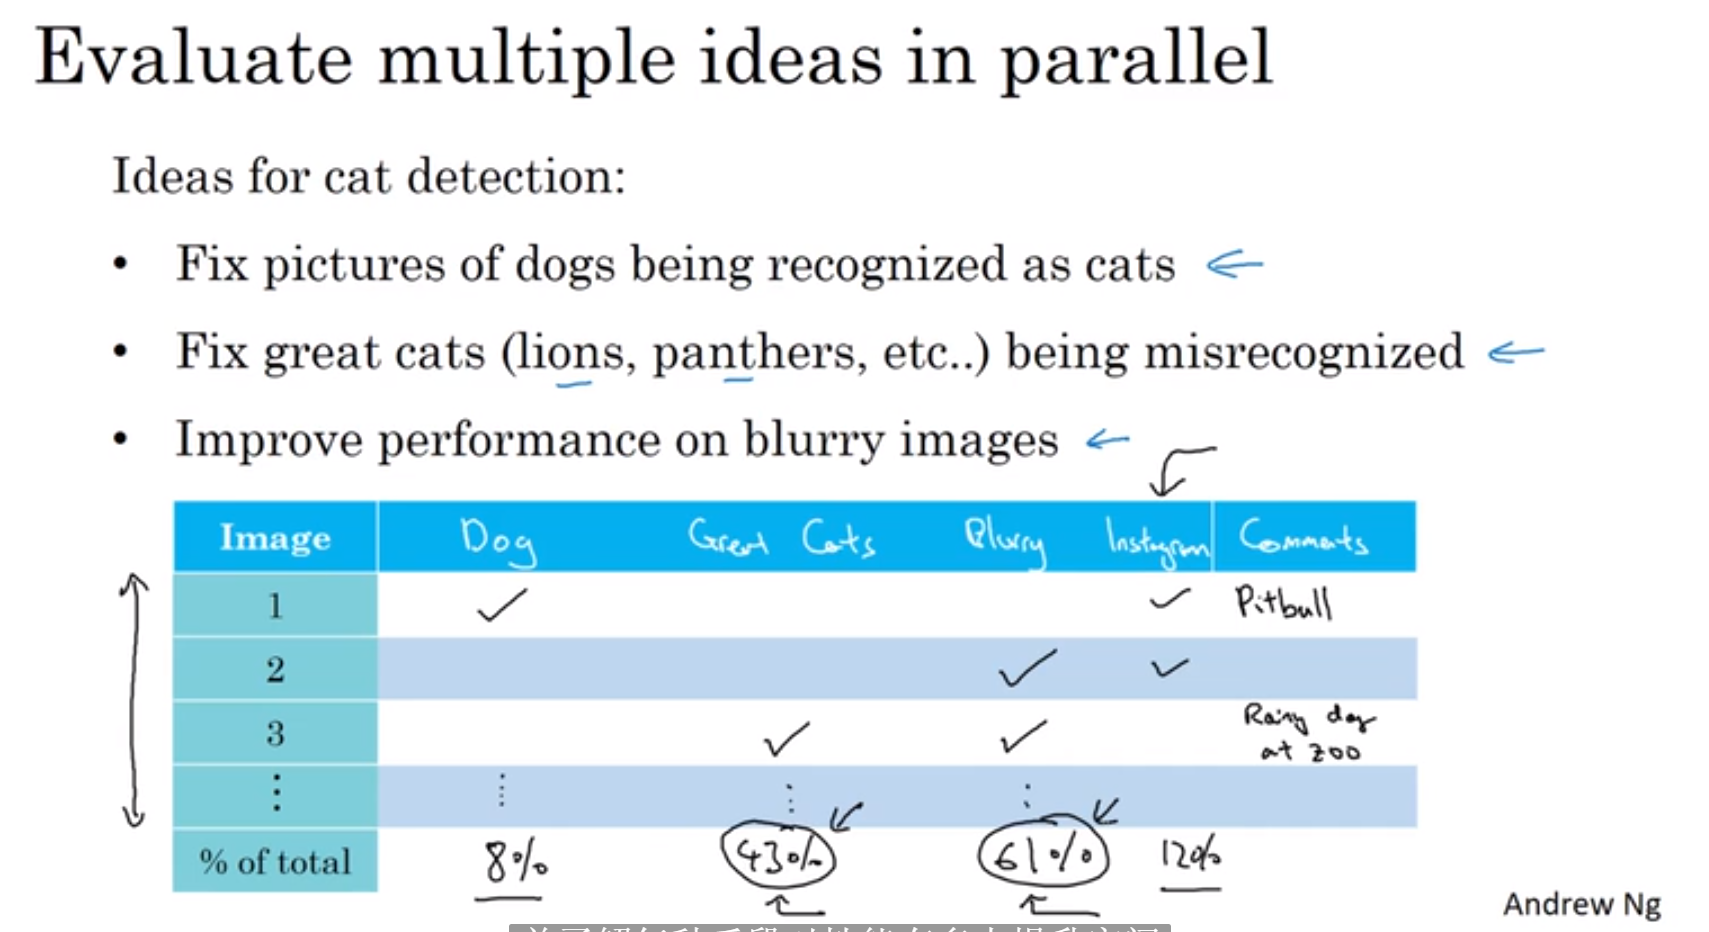 Evaluate multiple ideas in parallel
Ideas for cat detection:
• Fix pictures of dogs being recognized as cats
• Fix great cats (lions, panthers, etc..) being misrecognized
• Improve performance on blurry images
Image Dog Great Cats Blurry Instagram Comments
1 ✓ ✓ Pitbull
2 ✓ ✓
3 ✓ ✓ Rainy day
at zoo
⋮ ⋮ ⋮ ⋮
% of total 8% 43% 61% 12%
Andrew Ng